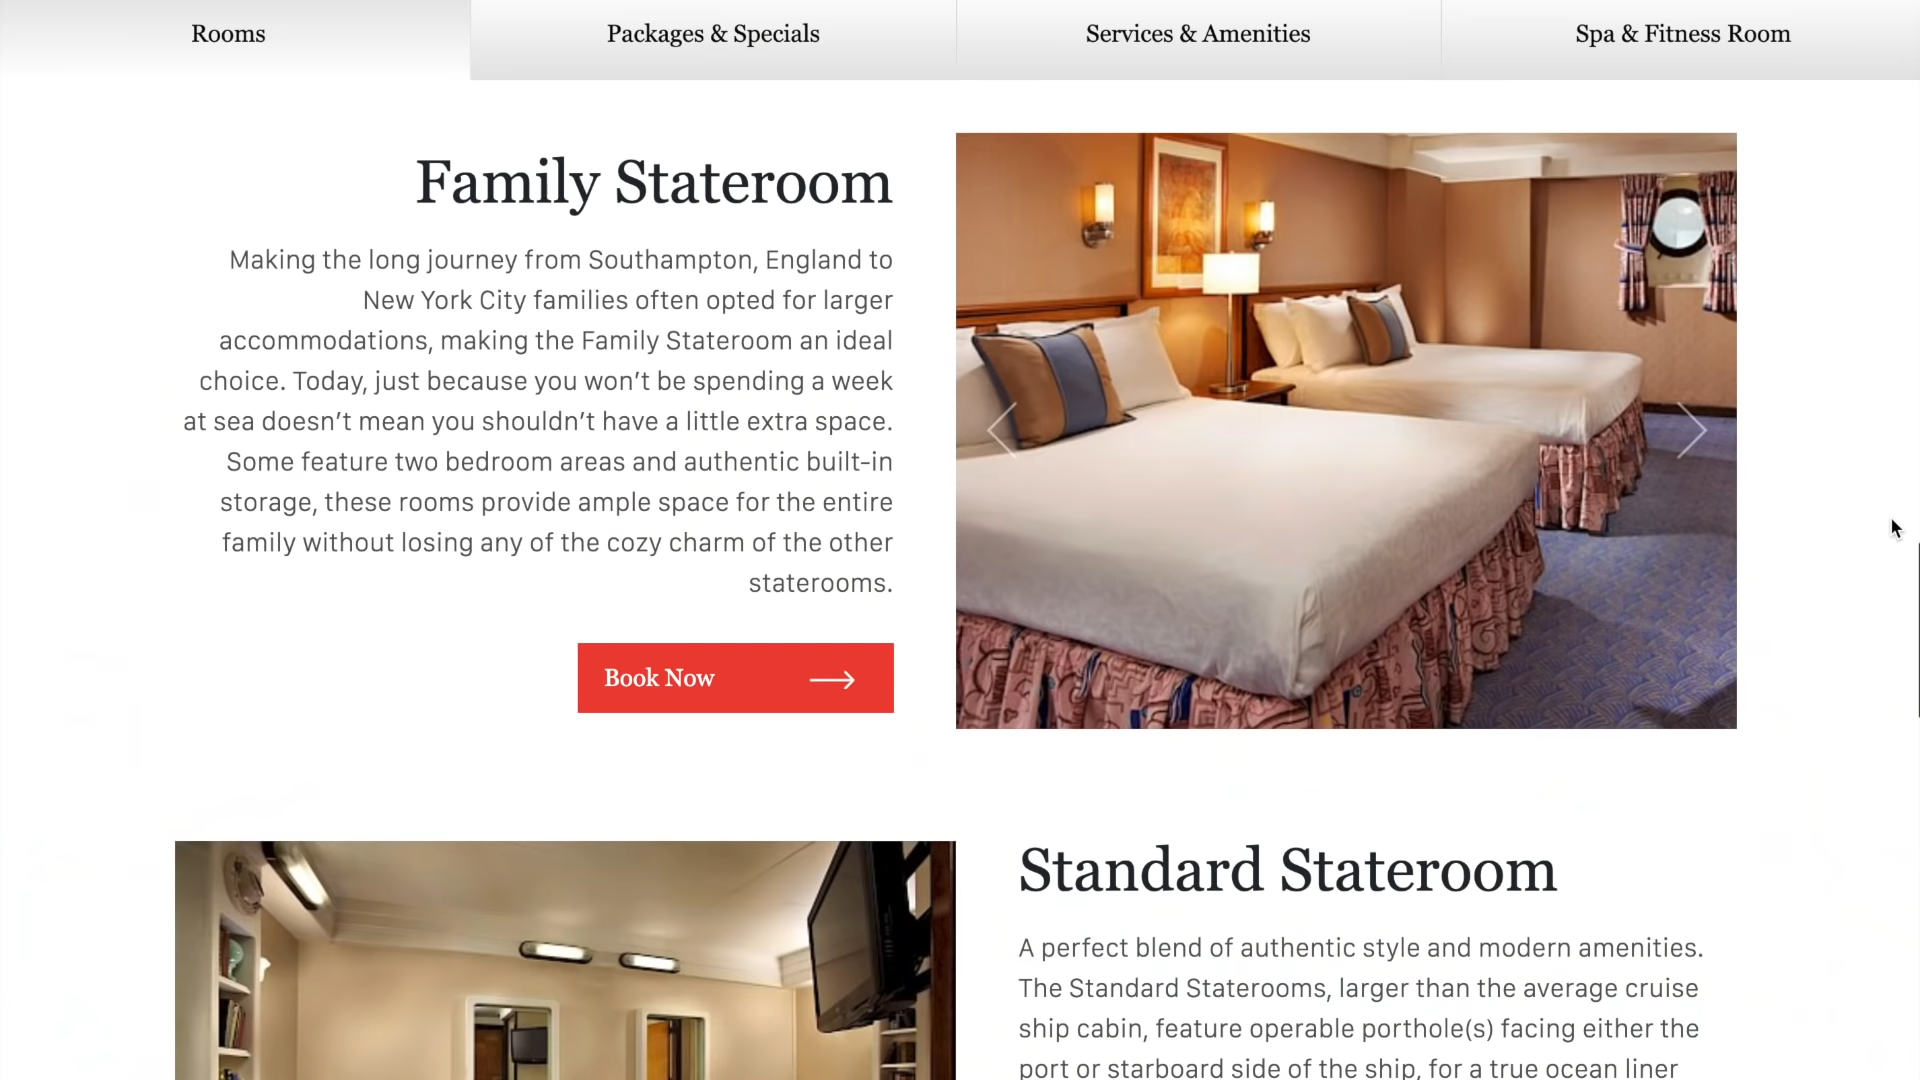 Rooms
Packages & Specials
Services & Amenities
Spa & Fitness Room
Family Stateroom
Making the long journey from Southampton, England to
New York City families often opted for larger
accommodations, making the Family Stateroom an ideal
choice. Today, just because you won’t be spending a week
at sea doesn’t mean you shouldn’t have a little extra space.
Some feature two bedroom areas and authentic built-in
storage, these rooms provide ample space for the entire
family without losing any of the cozy charm of the other
staterooms.
Book Now
Standard Stateroom
A perfect blend of authentic style and modern amenities.
The Standard Staterooms, larger than the average cruise
ship cabin, feature operable porthole(s) facing either the
port or starboard side of the ship, for a true ocean liner